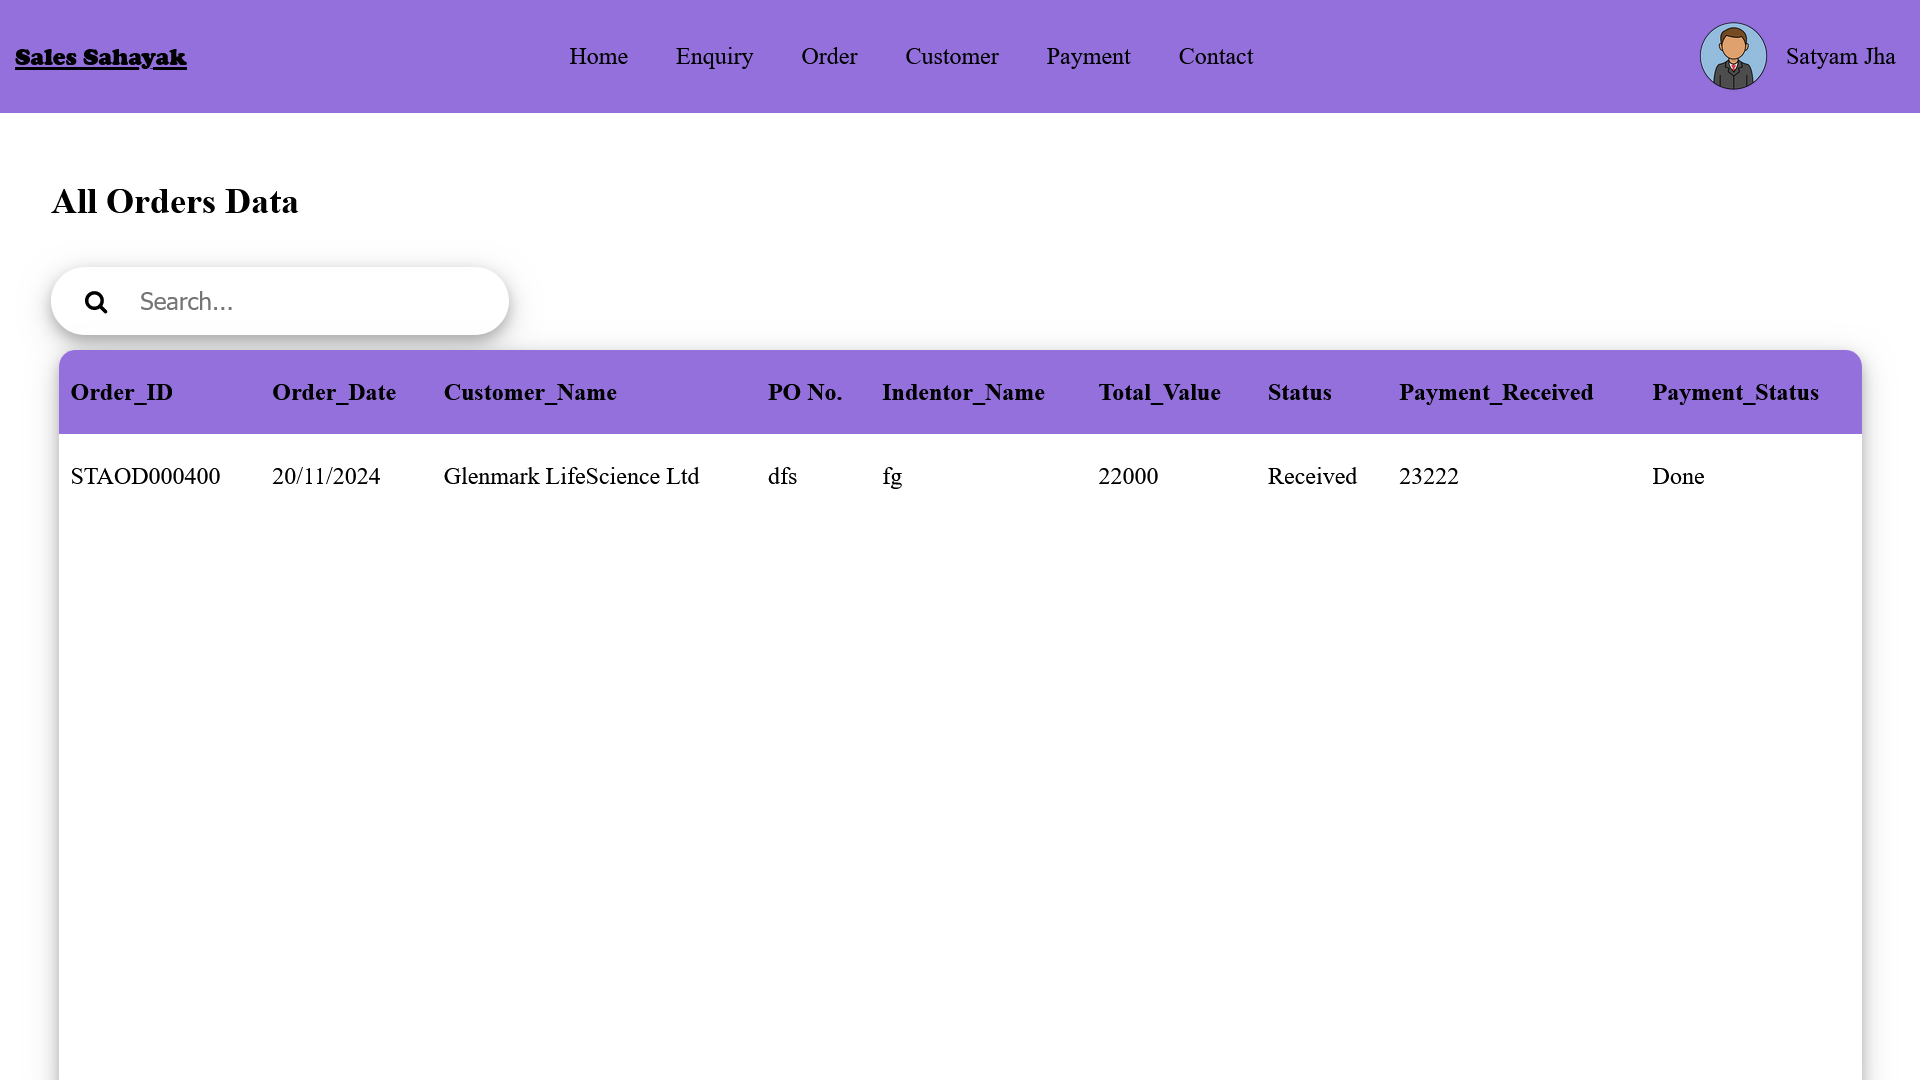 Sales Sahayak Home Enquiry Order Customer Payment Contact Satyam Jha
All Orders Data
Search...
Order_ID Order_Date Customer_Name PO No. Indentor_Name Total_Value Status Payment_Received Payment_Status
STAOD000400 20/11/2024 Glenmark LifeScience Ltd dfs fg 22000 Received 23222 Done